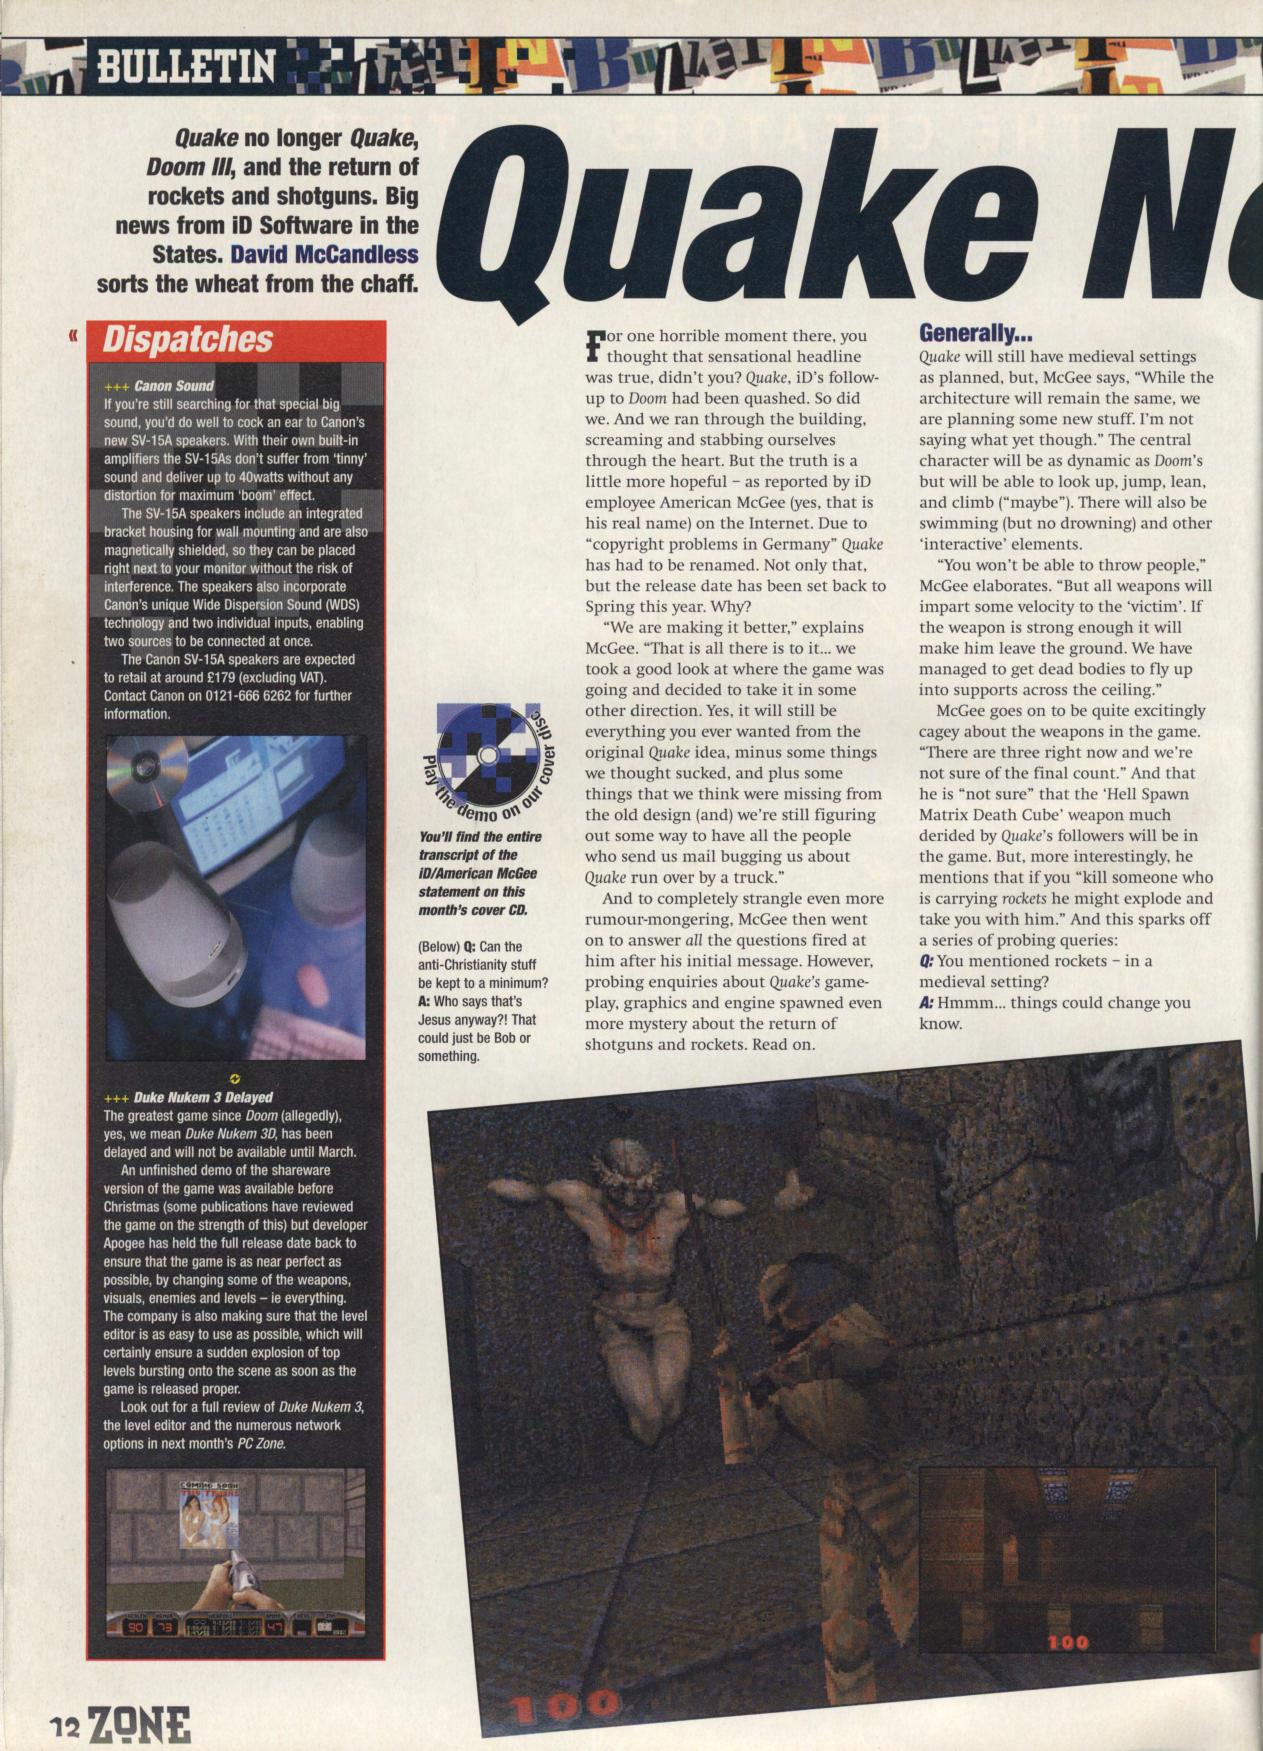 BULLETIN
Quake no longer Quake,
Doom III, and the return of
rockets and shotguns. Big
news from iD Software in the
States. David McCandless
sorts the wheat from the chaff.
Quake
« Dispatches
+++ Canon Sound
If you're still searching for that special big
sound, you'd do well to cock an ear to Canon's
new SV-15A speakers. With their own built-in
amplifiers the SV-15As don't suffer from 'tinny'
sound and deliver up to 40watts without any
distortion for maximum 'boom' effect.
The SV-15A speakers include an integrated
bracket housing for wall mounting and are also
magnetically shielded, so they can be placed
right next to your monitor without the risk of
interference. The speakers also incorporate
Canon's unique Wide Dispersion Sound (WDS)
technology and two individual inputs, enabling
two sources to be connected at once.
The Canon SV-15A speakers are expected
to retail at around £179 (excluding VAT).
Contact Canon on 0121-666 6262 for further
information.
+++ Duke Nukem 3 Delayed
The greatest game since Doom (allegedly),
yes, we mean Duke Nukem 3D, has been
delayed and will not be available until March.
An unfinished demo of the shareware
version of the game was available before
Christmas (some publications have reviewed
the game on the strength of this) but developer
Apogee has held the full release date back to
ensure that the game is as near perfect as
possible, by changing some of the weapons,
visuals, enemies and levels – ie everything.
The company is also making sure that the level
editor is as easy to use as possible, which will
certainly ensure a sudden explosion of top
levels bursting onto the scene as soon as the
game is released proper.
Look out for a full review of Duke Nukem 3,
the level editor and the numerous network
options in next month's PC Zone.
COMING SOON
90 73 47
Play the demo on our cover disc
You'll find the entire
transcript of the
iD/American McGee
statement on this
month's cover CD.
(Below) Q: Can the
anti-Christianity stuff
be kept to a minimum?
A: Who says that's
Jesus anyway?! That
could just be Bob or
something.
For one horrible moment there, you
thought that sensational headline
was true, didn't you? Quake, iD's follow-
up to Doom had been quashed. So did
we. And we ran through the building,
screaming and stabbing ourselves
through the heart. But the truth is a
little more hopeful – as reported by iD
employee American McGee (yes, that is
his real name) on the Internet. Due to
"copyright problems in Germany" Quake
has had to be renamed. Not only that,
but the release date has been set back to
Spring this year. Why?
"We are making it better," explains
McGee. "That is all there is to it... we
took a good look at where the game was
going and decided to take it in some
other direction. Yes, it will still be
everything you ever wanted from the
original Quake idea, minus some things
we thought sucked, and plus some
things that we think were missing from
the old design (and) we're still figuring
out some way to have all the people
who send us mail bugging us about
Quake run over by a truck."
And to completely strangle even more
rumour-mongering, McGee then went
on to answer all the questions fired at
him after his initial message. However,
probing enquiries about Quake's game-
play, graphics and engine spawned even
more mystery about the return of
shotguns and rockets. Read on.
Generally...
Quake will still have medieval settings
as planned, but, McGee says, "While the
architecture will remain the same, we
are planning some new stuff. I'm not
saying what yet though." The central
character will be as dynamic as Doom's
but will be able to look up, jump, lean,
and climb ("maybe"). There will also be
swimming (but no drowning) and other
'interactive' elements.
"You won't be able to throw people,"
McGee elaborates. "But all weapons will
impart some velocity to the 'victim'. If
the weapon is strong enough it will
make him leave the ground. We have
managed to get dead bodies to fly up
into supports across the ceiling."
McGee goes on to be quite excitingly
cagey about the weapons in the game.
"There are three right now and we're
not sure of the final count." And that
he is "not sure" that the 'Hell Spawn
Matrix Death Cube' weapon much
derided by Quake's followers will be in
the game. But, more interestingly, he
mentions that if you "kill someone who
is carrying rockets he might explode and
take you with him." And this sparks off
a series of probing queries:
Q: You mentioned rockets – in a
medieval setting?
A: Hmmm... things could change you
know.
100
100
12 ZONE